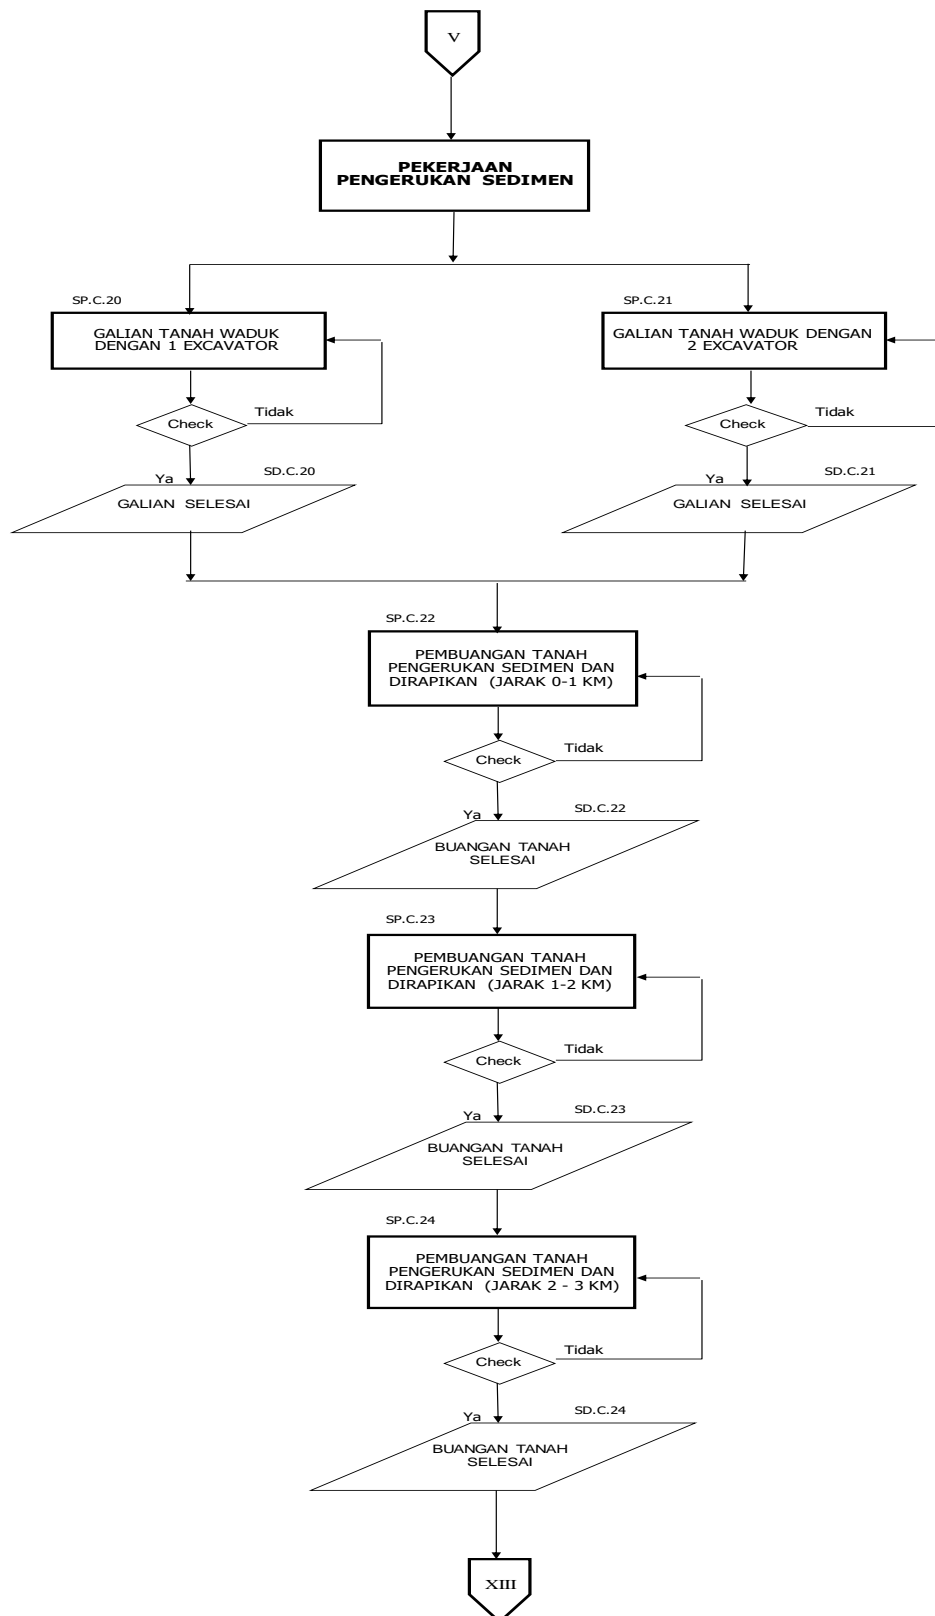 V
PEKERJAAN
PENGERUKAN SEDIMEN
SP.C.20
GALIAN TANAH WADUK
DENGAN 1 EXCAVATOR
Check
Tidak
Ya
SD.C.20
GALIAN SELESAI
SP.C.21
GALIAN TANAH WADUK DENGAN
2 EXCAVATOR
Check
Tidak
Ya
SD.C.21
GALIAN SELESAI
SP.C.22
PEMBUANGAN TANAH
PENGERUKAN SEDIMEN DAN
DIRAPIKAN (JARAK 0-1 KM)
Check
Tidak
Ya
SD.C.22
BUANGAN TANAH
SELESAI
SP.C.23
PEMBUANGAN TANAH
PENGERUKAN SEDIMEN DAN
DIRAPIKAN (JARAK 1-2 KM)
Check
Tidak
Ya
SD.C.23
BUANGAN TANAH
SELESAI
SP.C.24
PEMBUANGAN TANAH
PENGERUKAN SEDIMEN DAN
DIRAPIKAN (JARAK 2 - 3 KM)
Check
Tidak
Ya
SD.C.24
BUANGAN TANAH
SELESAI
XIII